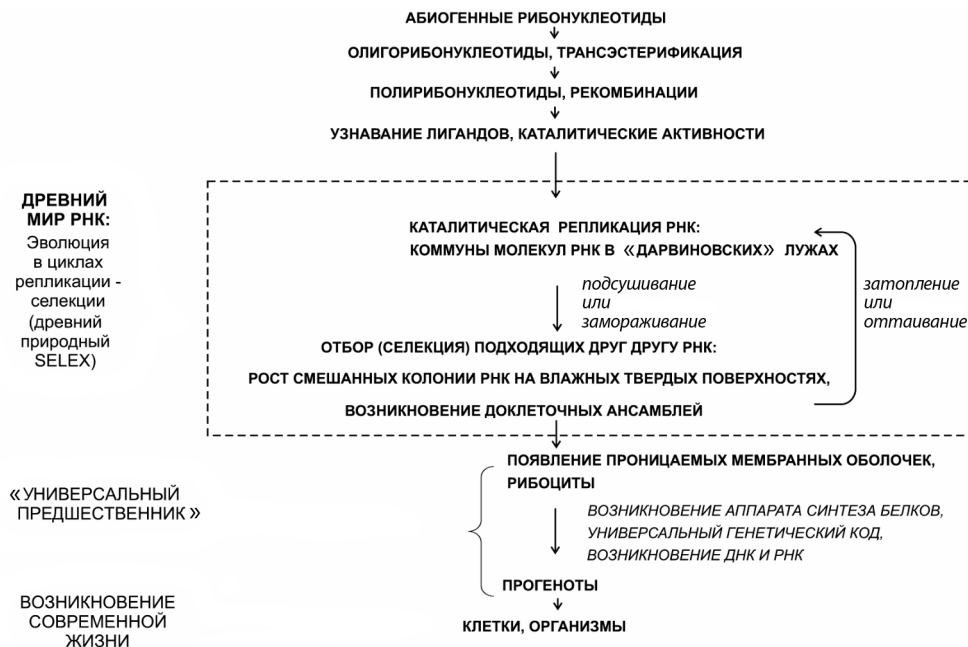 АБИОГЕННЫЕ РИБОНУКЛЕОТИДЫ
ОЛИГОРИБОНУКЛЕОТИДЫ, ТРАНСЭСТЕРИФИКАЦИЯ
ПОЛИРИБОНУКЛЕОТИДЫ, РЕКОМБИНАЦИИ
УЗНАВАНИЕ ЛИГАНДОВ, КАТАЛИТИЧЕСКИЕ АКТИВНОСТИ
ДРЕВНИЙ
МИР РНК:
Эволюция
в циклах
репликации -
селекции
(древний
природный
SELEX)
КАТАЛИТИЧЕСКАЯ РЕПЛИКАЦИЯ РНК:
КОММУНЫ МОЛЕКУЛ РНК В «ДАРВИНОВСКИХ» ЛУЖАХ
подсушивание
или
замораживание
затопление
или
оттаивание
ОТБОР (СЕЛЕКЦИЯ) ПОДХОДЯЩИХ ДРУГ ДРУГУ РНК:
РОСТ СМЕШАННЫХ КОЛОНИИ РНК НА ВЛАЖНЫХ ТВЕРДЫХ ПОВЕРХНОСТЯХ,
ВОЗНИКНОВЕНИЕ ДОКЛЕТОЧНЫХ АНСАМБЛЕЙ
«УНИВЕРСАЛЬНЫЙ
ПРЕДШЕСТВЕННИК»
ПОЯВЛЕНИЕ ПРОНИЦАЕМЫХ МЕМБРАННЫХ ОБОЛОЧЕК,
РИБОЦИТЫ
ВОЗНИКНОВЕНИЕ АППАРАТА СИНТЕЗА БЕЛКОВ,
УНИВЕРСАЛЬНЫЙ ГЕНЕТИЧЕСКИЙ КОД,
ВОЗНИКНОВЕНИЕ ДНК И РНК
ПРОГЕНОТЫ
ВОЗНИКНОВЕНИЕ
СОВРЕМЕННОЙ
ЖИЗНИ
КЛЕТКИ, ОРГАНИЗМЫ